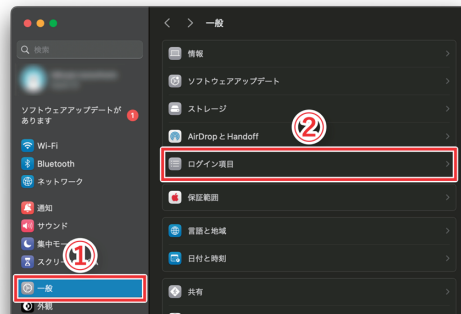 検索
ソフトウェアアップデートが
あります
1
Wi-Fi
Bluetooth
ネットワーク
通知
サウンド
集中モー
①
スクリー
一般
外観
一般
情報
ソフトウェアアップデート
ストレージ
AirDrop と Handoff
②
ログイン項目
保証範囲
言語と地域
日付と時刻
共有